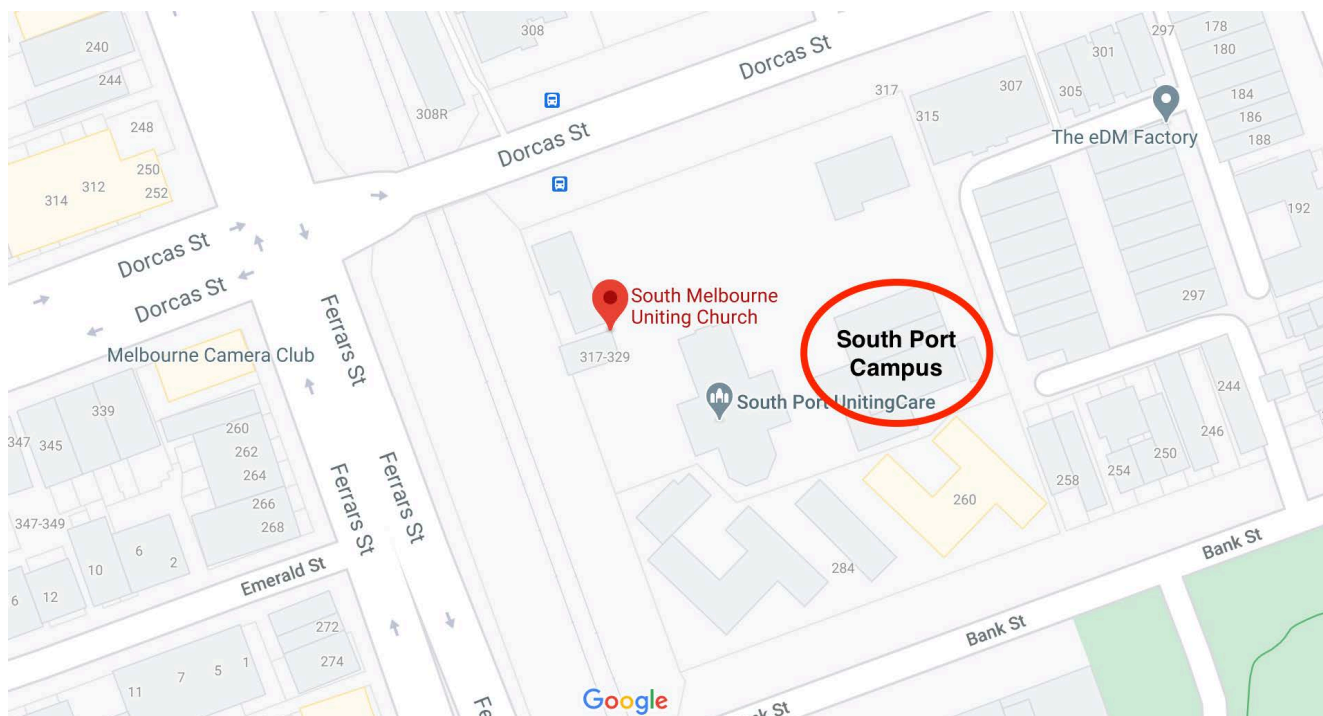 240
244
248
250
252
312
314
308
308R
Dorcas St
Dorcas St
317
315
307
305
301
297
178
180
184
186
188
The eDM Factory
192
Dorcas St
Dorcas St
Ferrars St
Melbourne Camera Club
South Melbourne
Uniting Church
317-329
South Port
Campus
South Port UnitingCare
297
244
246
250
254
258
260
284
339
345
347
347-349
260
262
264
266
268
Ferrars St
Ferrars St
Emerald St
6
2
10
12
6
272
274
1
5
7
11
Bank St
Bank St
Google